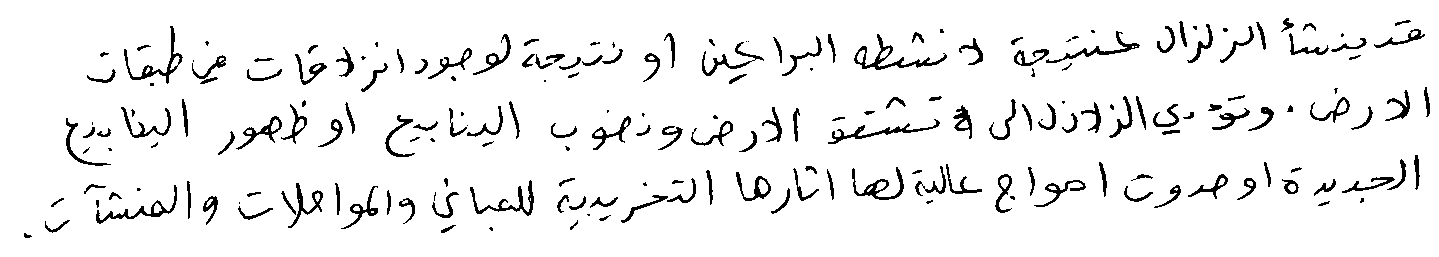 قد ينشأ الزلزال كنتيجة لانشطه البراكين او نتيجة لوجود انزلاقات في طبقات
الارض . وتؤدي الزلازل الى تشقق الارض ونضوب الينابيع او ظهور الينابيع
الجديدة او حدوث امواج عالية لها اثارها التخريبية للمباني والمواصلات والمنشآت .